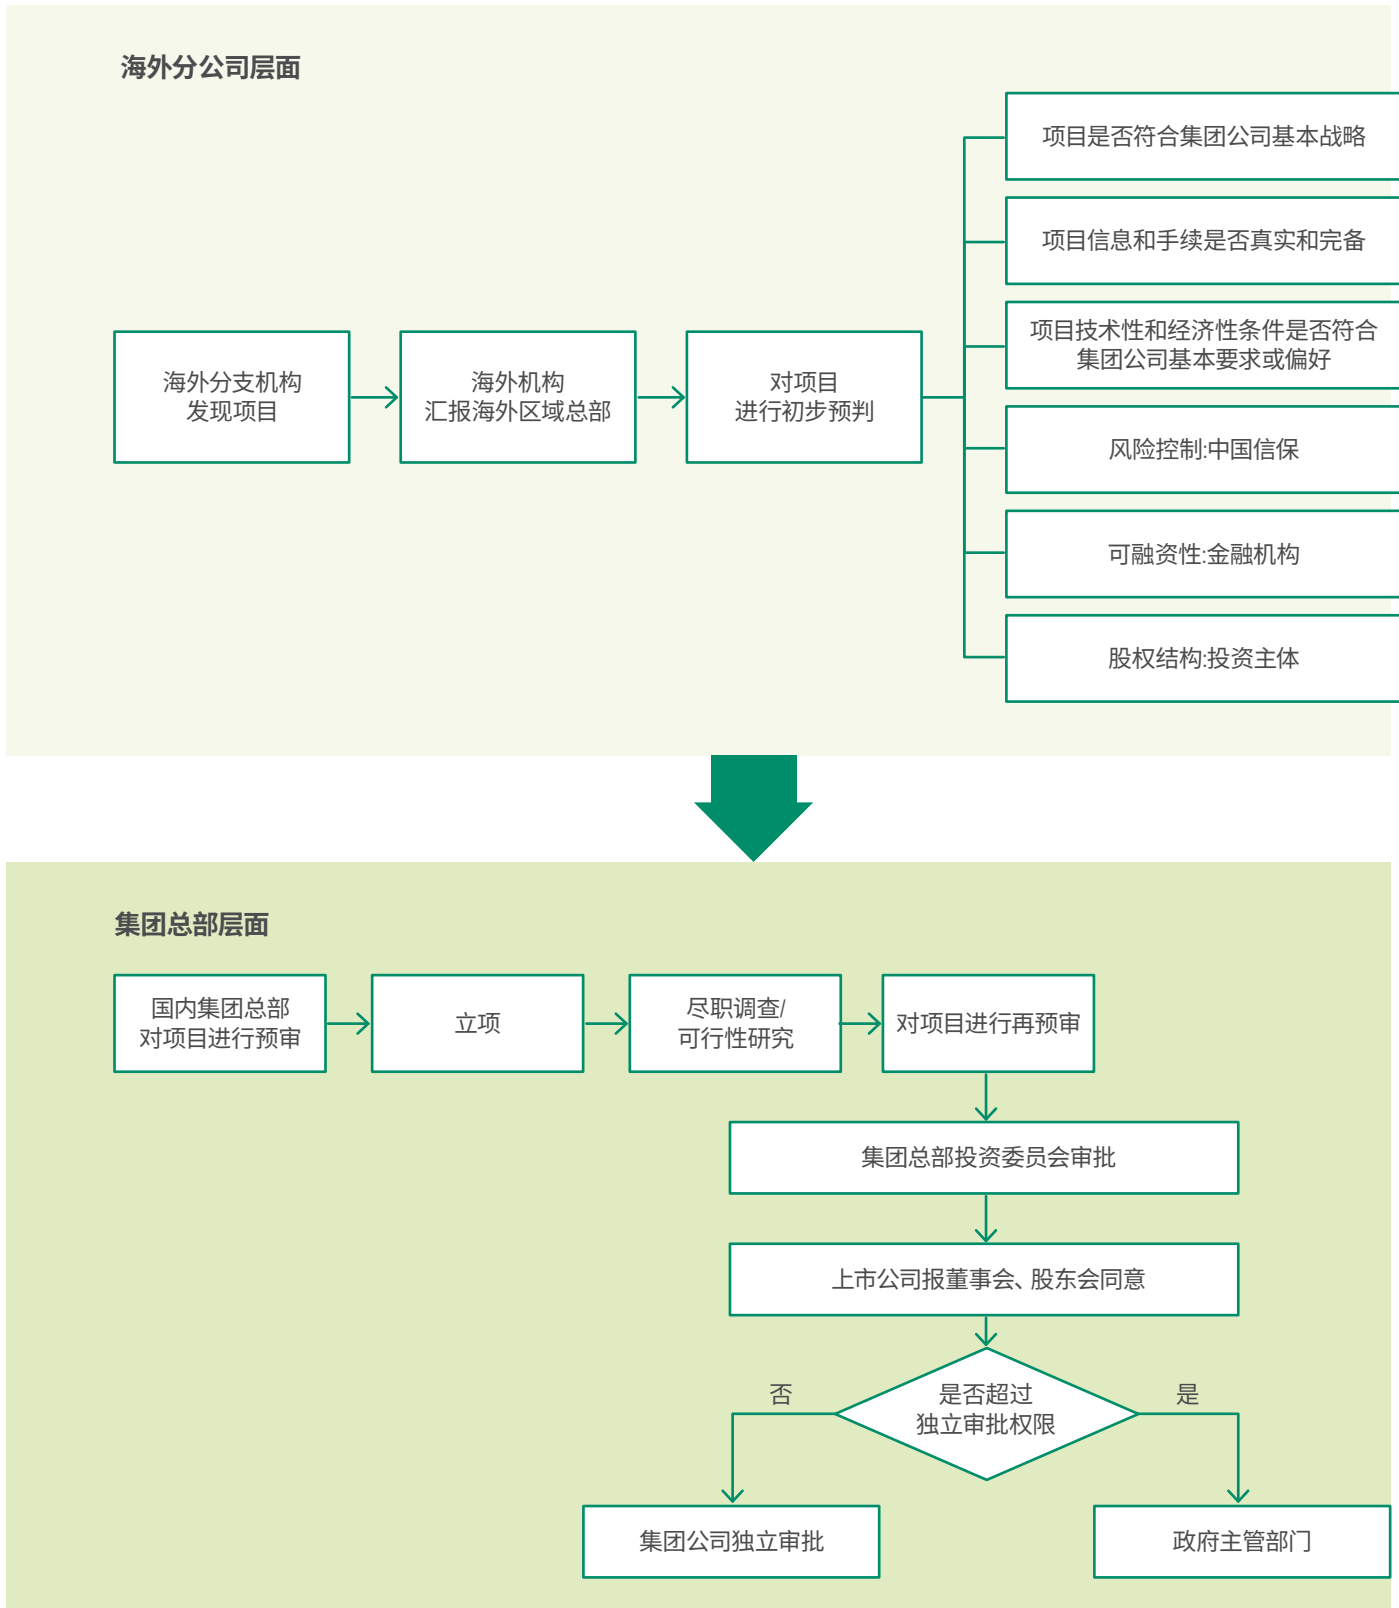 海外分公司层面
项目是否符合集团公司基本战略
项目信息和手续是否真实和完备
项目技术性和经济性条件是否符合
集团公司基本要求或偏好
海外分支机构
发现项目
海外机构
汇报海外区域总部
对项目
进行初步预判
风险控制:中国信保
可融资性:金融机构
股权结构:投资主体
集团总部层面
国内集团总部
对项目进行预审
立项
尽职调查/
可行性研究
对项目进行再预审
集团总部投资委员会审批
上市公司报董事会、股东会同意
否
是否超过
独立审批权限
是
集团公司独立审批
政府主管部门